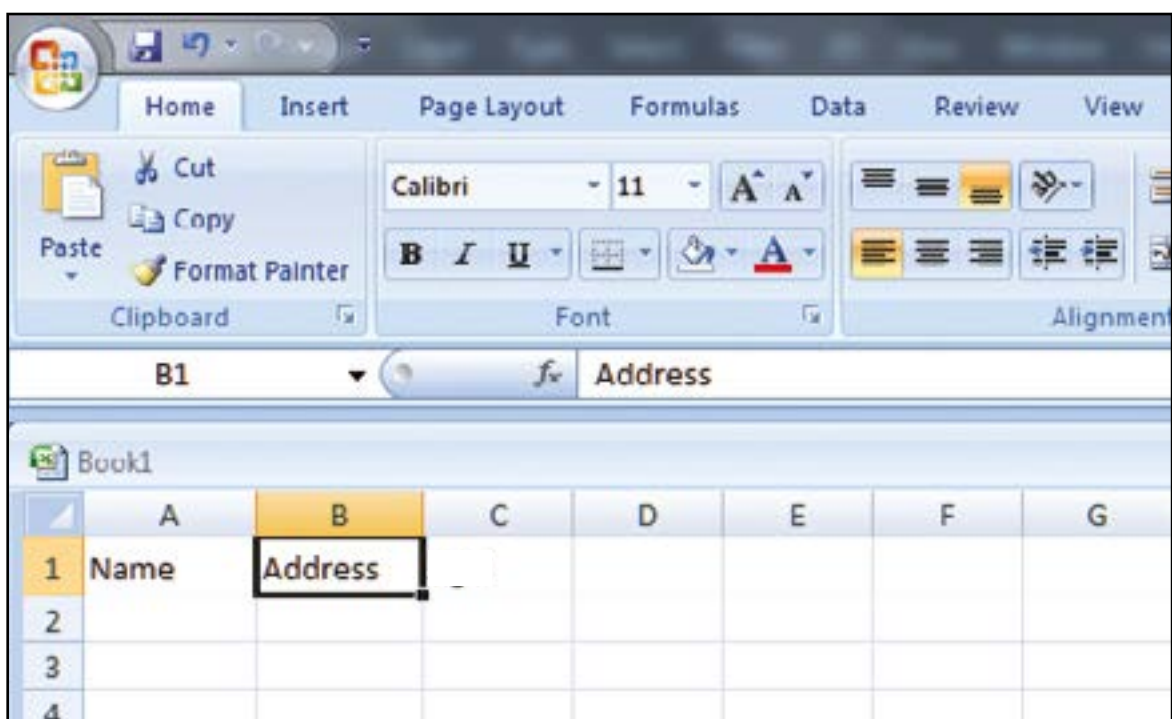 Home Insert Page Layout Formulas Data Review View
Cut
Calibri 11 A A
Copy
Paste
Format Painter
B I U A
Clipboard Font Alignment
B1 fx Address
Book1
A B C D E F G
1 Name Address
2
3
4